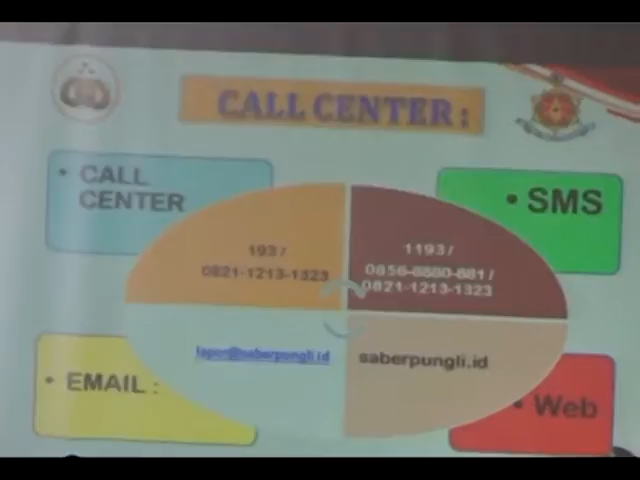 CALL CENTER :
• CALL
CENTER
193 /
0821-1213-1323
• SMS
1193 /
0856-8880-881 /
0821-1213-1323
• EMAIL :
lapor@saberpungli.id
• Web
saberpungli.id